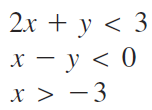 2x + y < 3
x − y < 0
x > −3